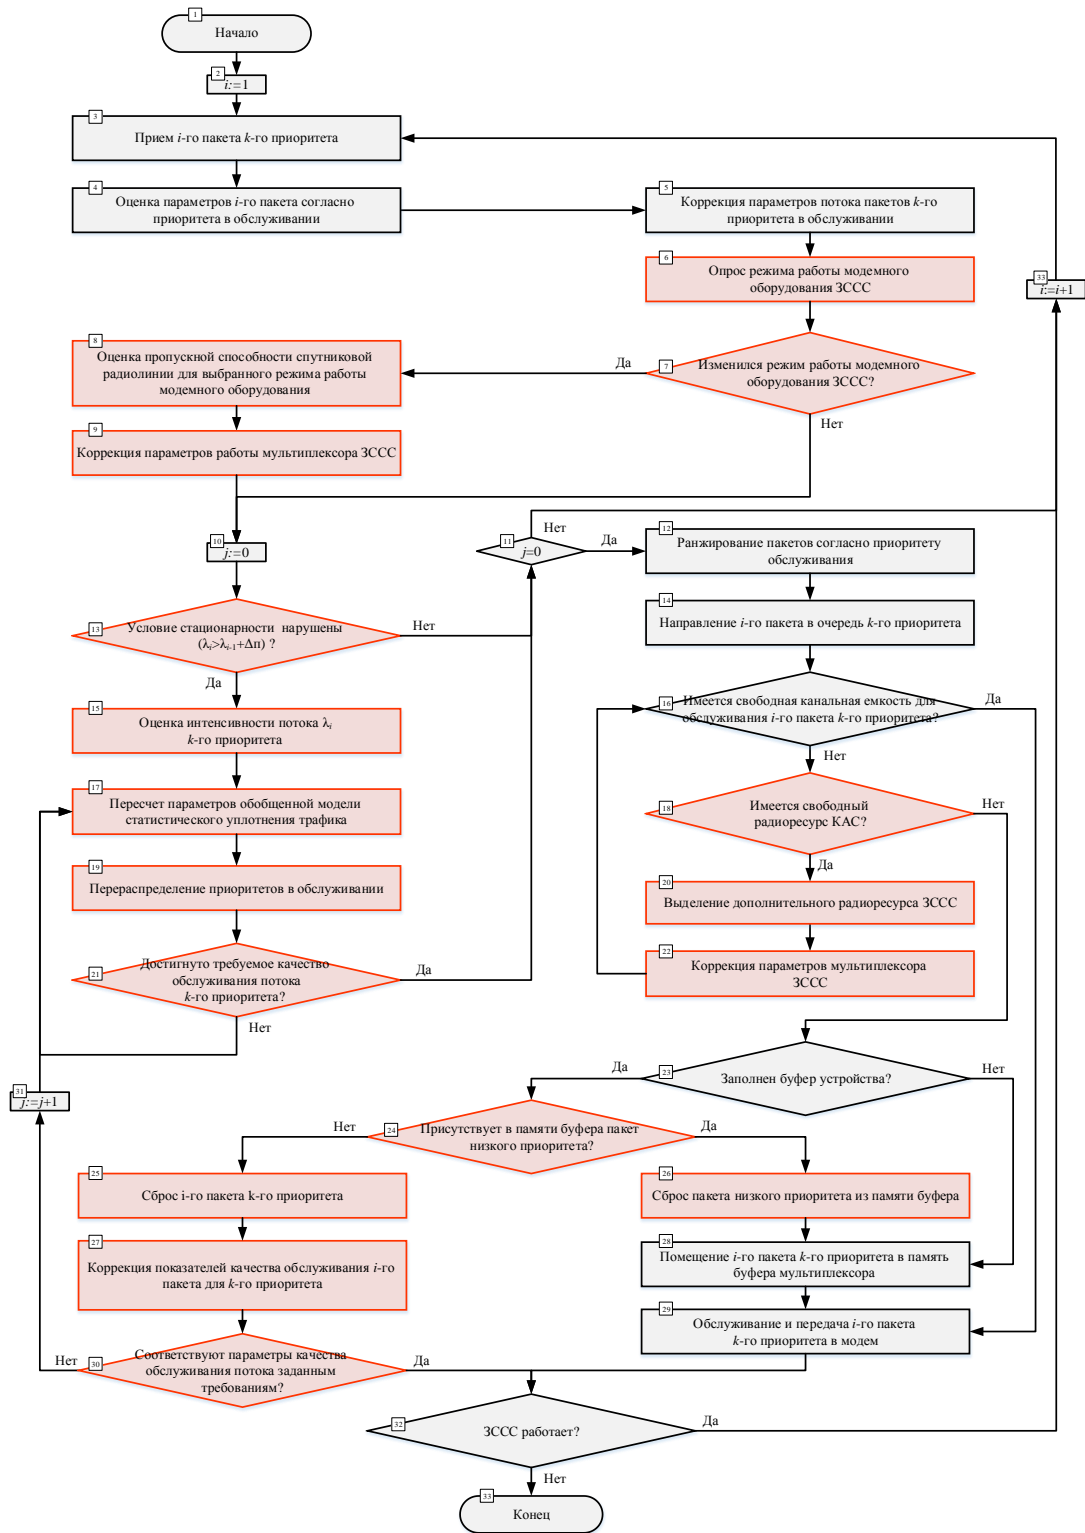 1
Начало
2
i:=1
3
Прием i-го пакета k-го приоритета
4
Оценка параметров i-го пакета согласно
приоритета в обслуживании
5
Коррекция параметров потока пакетов k-го
приоритета в обслуживании
6
Опрос режима работы модемного
оборудования ЗССС
33
i:=i+1
7
Изменился режим работы модемного
оборудования ЗССС?
Да
Нет
8
Оценка пропускной способности спутниковой
радиолинии для выбранного режима работы
модемного оборудования
9
Коррекция параметров работы мультиплексора ЗССС
10
j:=0
11
j=0
Нет
Да
12
Ранжирование пакетов согласно приоритету
обслуживания
13
Условие стационарности нарушены
(λi>λi-1+Δп) ?
Нет
Да
14
Направление i-го пакета в очередь k-го приоритета
15
Оценка интенсивности потока λi
k-го приоритета
16
Имеется свободная канальная емкость для
обслуживания i-го пакета k-го приоритета?
Да
Нет
17
Пересчет параметров обобщенной модели
статистического уплотнения трафика
18
Имеется свободный
радиоресурс КАС?
Нет
Да
19
Перераспределение приоритетов в обслуживании
20
Выделение дополнительного радиоресурса ЗССС
21
Достигнуто требуемое качество
обслуживания потока
k-го приоритета?
Да
Нет
22
Коррекция параметров мультиплексора
ЗССС
23
Заполнен буфер устройства?
Да
Нет
31
j:=j+1
24
Присутствует в памяти буфера пакет
низкого приоритета?
Нет
Да
25
Сброс i-го пакета k-го приоритета
26
Сброс пакета низкого приоритета из памяти буфера
27
Коррекция показателей качества обслуживания i-го
пакета для k-го приоритета
28
Помещение i-го пакета k-го приоритета в память
буфера мультиплексора
29
Обслуживание и передача i-го пакета
k-го приоритета в модем
30
Соответствуют параметры качества
обслуживания потока заданным
требованиям?
Нет
Да
32
ЗССС работает?
Да
Нет
33
Конец